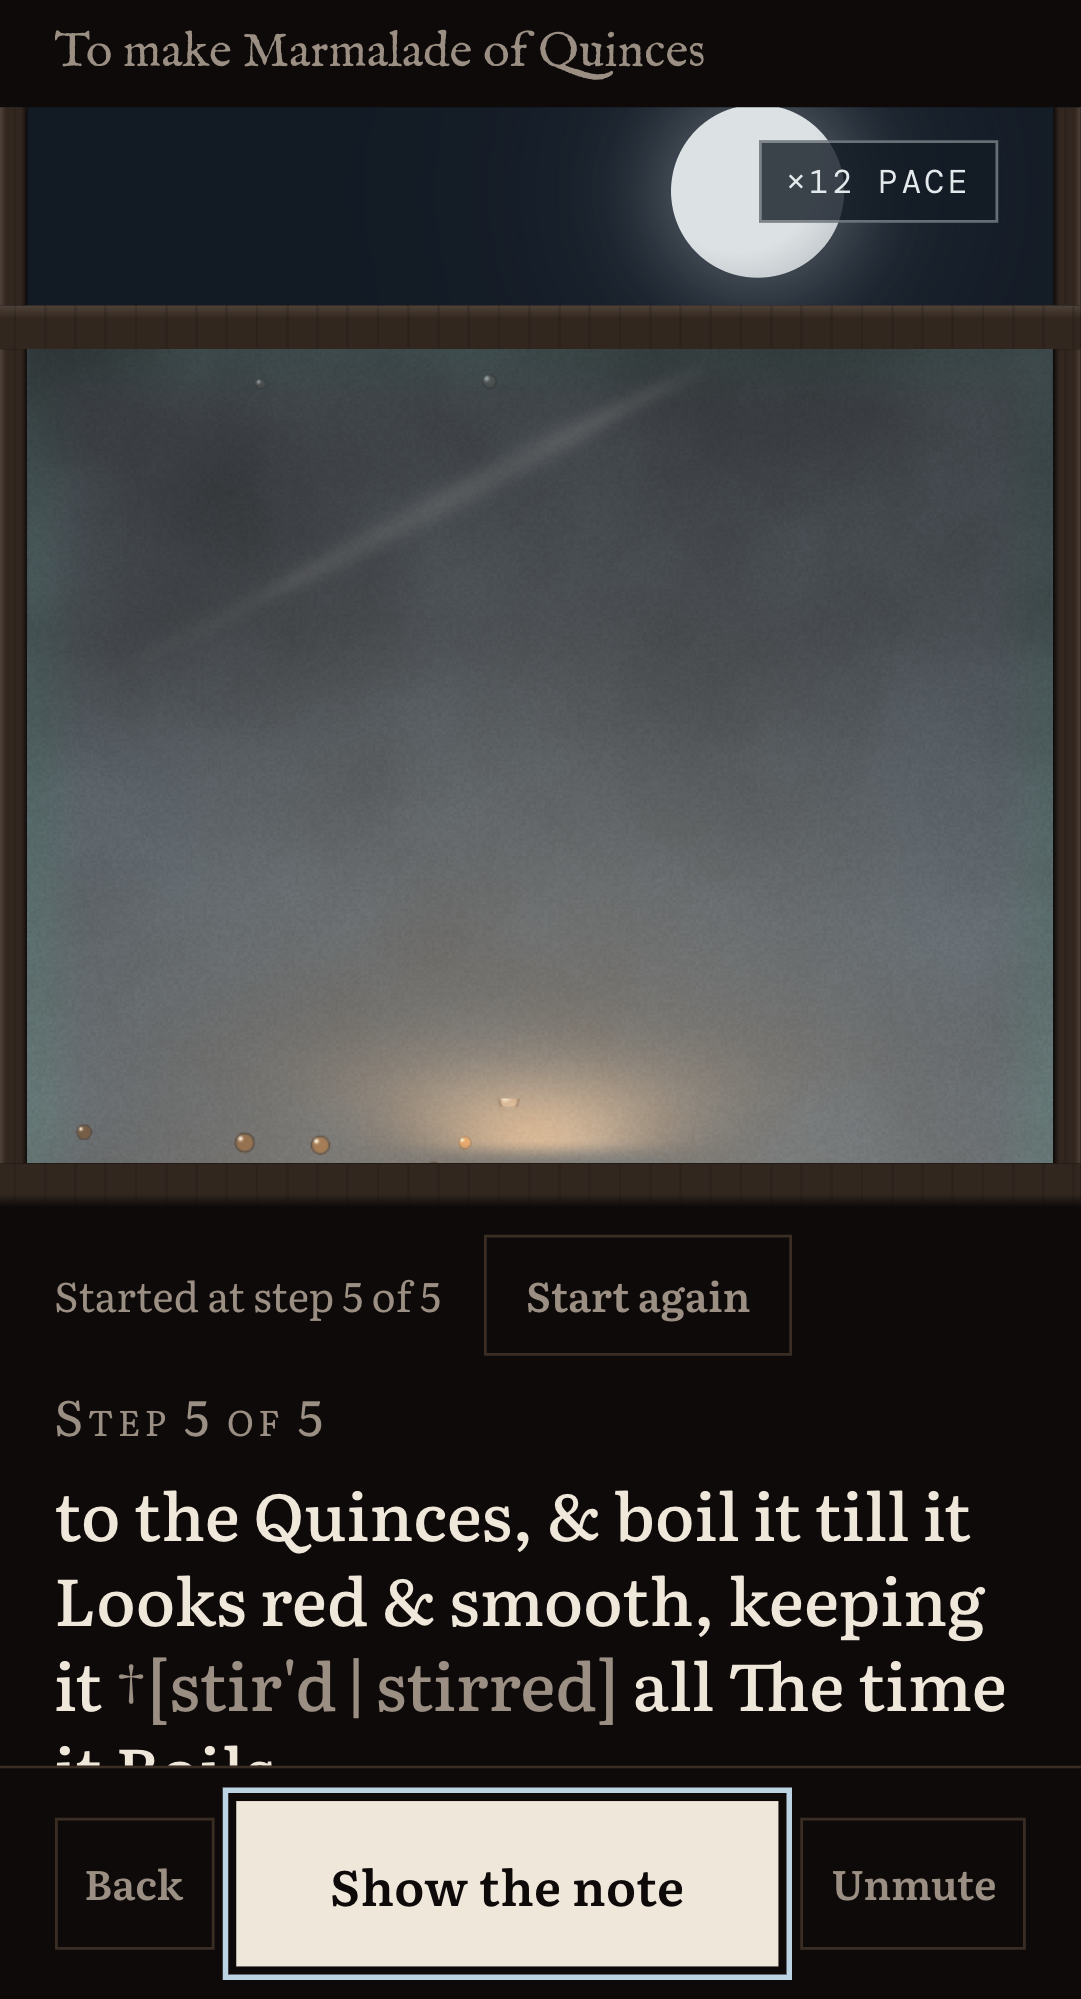 To make Marmalade of Quinces
×12 PACE
Started at step 5 of 5
Start again
Step 5 of 5
to the Quinces, & boil it till it
Looks red & smooth, keeping
it †[stir'd | stirred] all The time
it Boils
Back
Show the note
Unmute